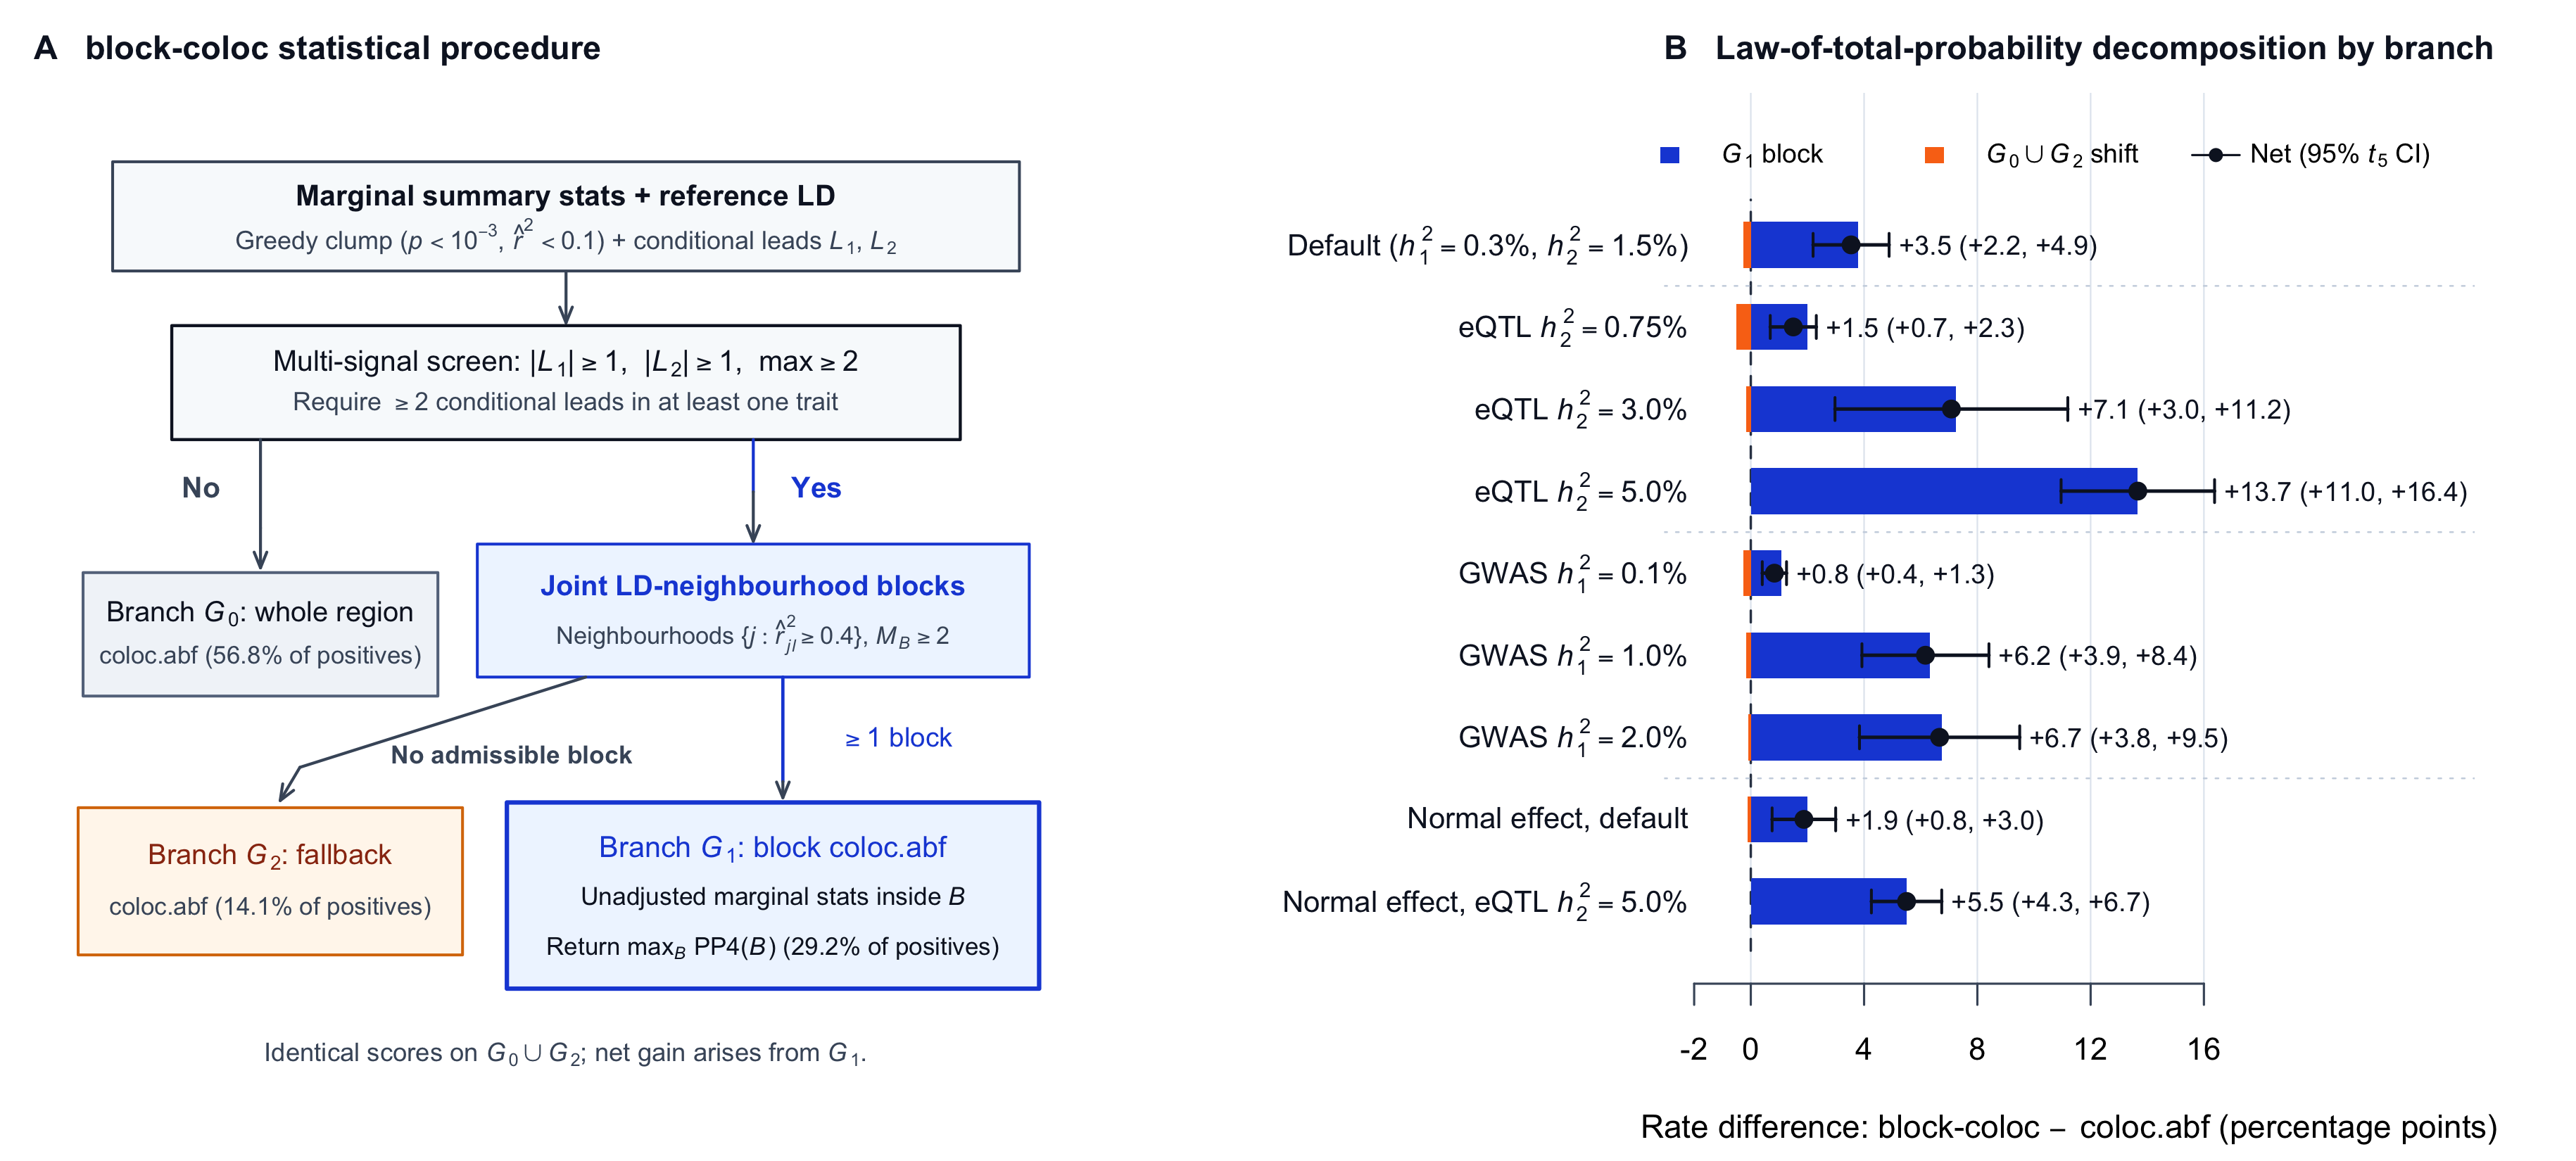 A block-coloc statistical procedure
Marginal summary stats + reference LD
Greedy clump (p < 10⁻³, r̂² < 0.1) + conditional leads L₁, L₂
Multi-signal screen: |L₁| ≥ 1, |L₂| ≥ 1, max ≥ 2
Require ≥ 2 conditional leads in at least one trait
No
Yes
Branch G₀: whole region
coloc.abf (56.8% of positives)
Joint LD-neighbourhood blocks
Neighbourhoods {j : r̂²_jl ≥ 0.4}, M_B ≥ 2
No admissible block
≥ 1 block
Branch G₂: fallback
coloc.abf (14.1% of positives)
Branch G₁: block coloc.abf
Unadjusted marginal stats inside B
Return max_B PP4(B) (29.2% of positives)
Identical scores on G₀ ∪ G₂; net gain arises from G₁.
B Law-of-total-probability decomposition by branch
G₁ block
G₀ ∪ G₂ shift
Net (95% t₅ CI)
Default (h₁² = 0.3%, h₂² = 1.5%)
+3.5 (+2.2, +4.9)
eQTL h₂² = 0.75%
+1.5 (+0.7, +2.3)
eQTL h₂² = 3.0%
+7.1 (+3.0, +11.2)
eQTL h₂² = 5.0%
+13.7 (+11.0, +16.4)
GWAS h₁² = 0.1%
+0.8 (+0.4, +1.3)
GWAS h₁² = 1.0%
+6.2 (+3.9, +8.4)
GWAS h₁² = 2.0%
+6.7 (+3.8, +9.5)
Normal effect, default
+1.9 (+0.8, +3.0)
Normal effect, eQTL h₂² = 5.0%
+5.5 (+4.3, +6.7)
-2 0 4 8 12 16
Rate difference: block-coloc − coloc.abf (percentage points)